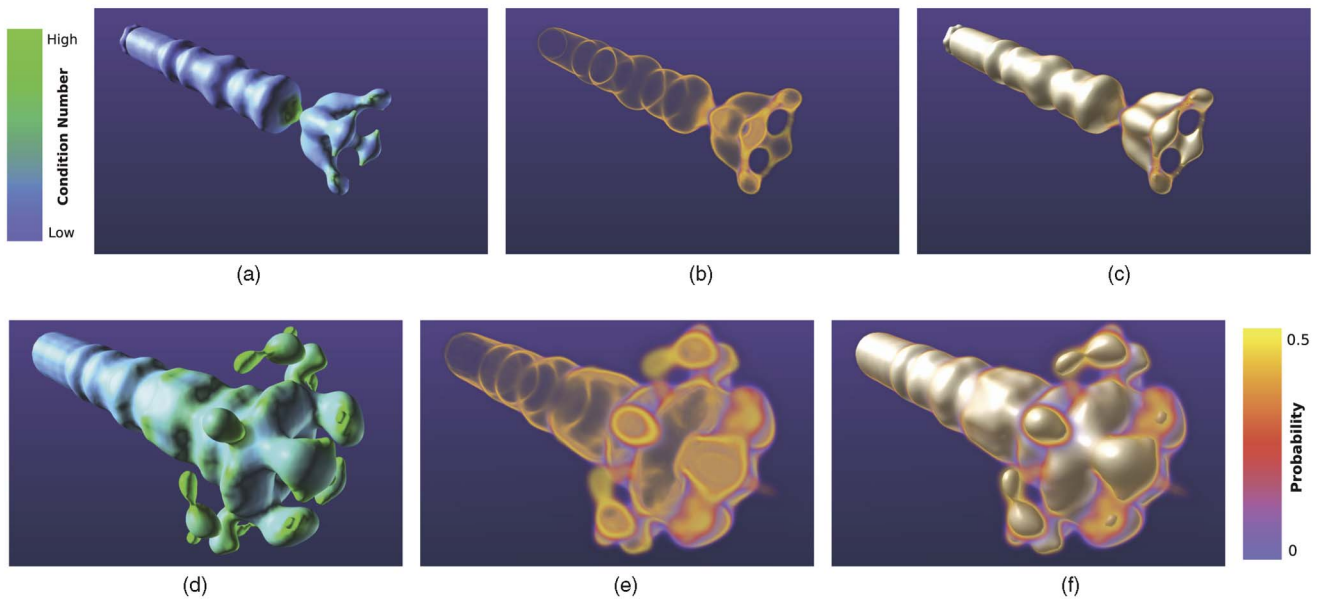 High
Condition Number
Low
(a)
(b)
(c)
0.5
Probability
0
(d)
(e)
(f)